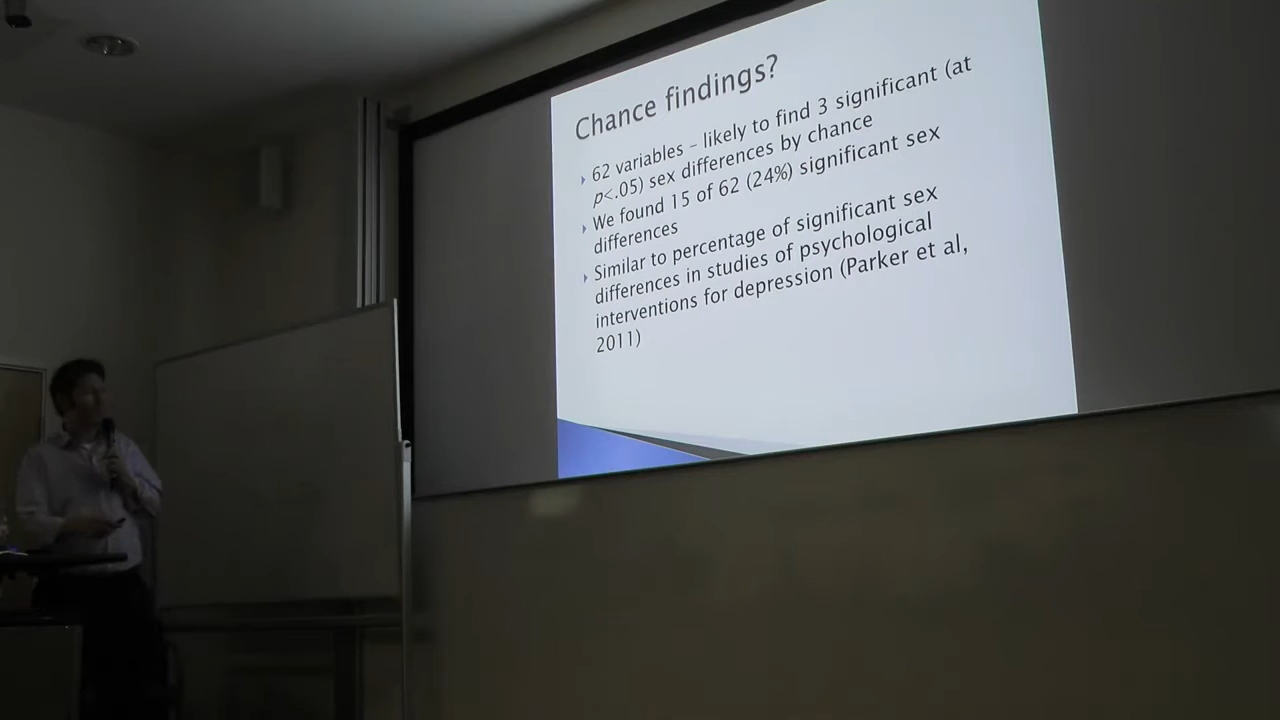 Chance findings?
62 variables – likely to find 3 significant (at
p<.05) sex differences by chance
We found 15 of 62 (24%) significant sex
differences
Similar to percentage of significant sex
differences in studies of psychological
interventions for depression (Parker et al,
2011)